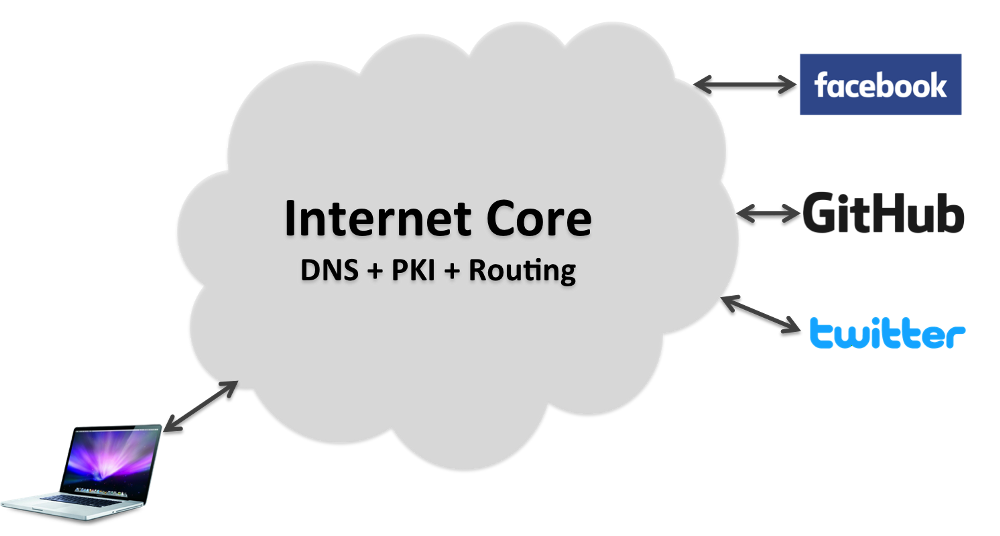 facebook
GitHub
Internet Core
DNS + PKI + Routing
twitter